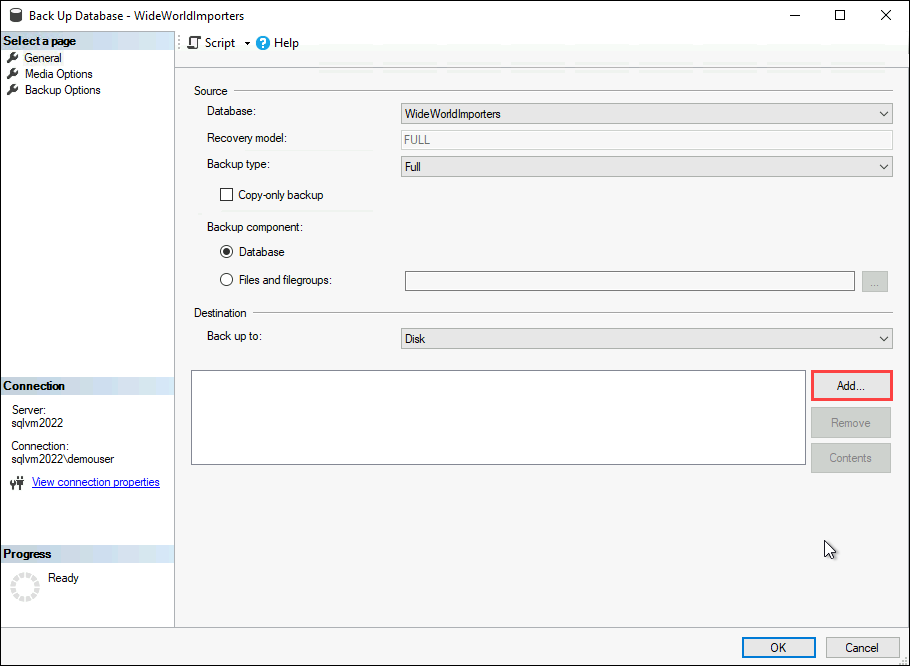 Back Up Database - WideWorldImporters
Select a page
General
Media Options
Backup Options
Script
Help
Source
Database:
WideWorldImporters
Recovery model:
FULL
Backup type:
Full
Copy-only backup
Backup component:
Database
Files and filegroups:
...
Destination
Back up to:
Disk
Add...
Remove
Contents
Connection
Server:
sqlvm2022
Connection:
sqlvm2022\demouser
View connection properties
Progress
Ready
OK
Cancel